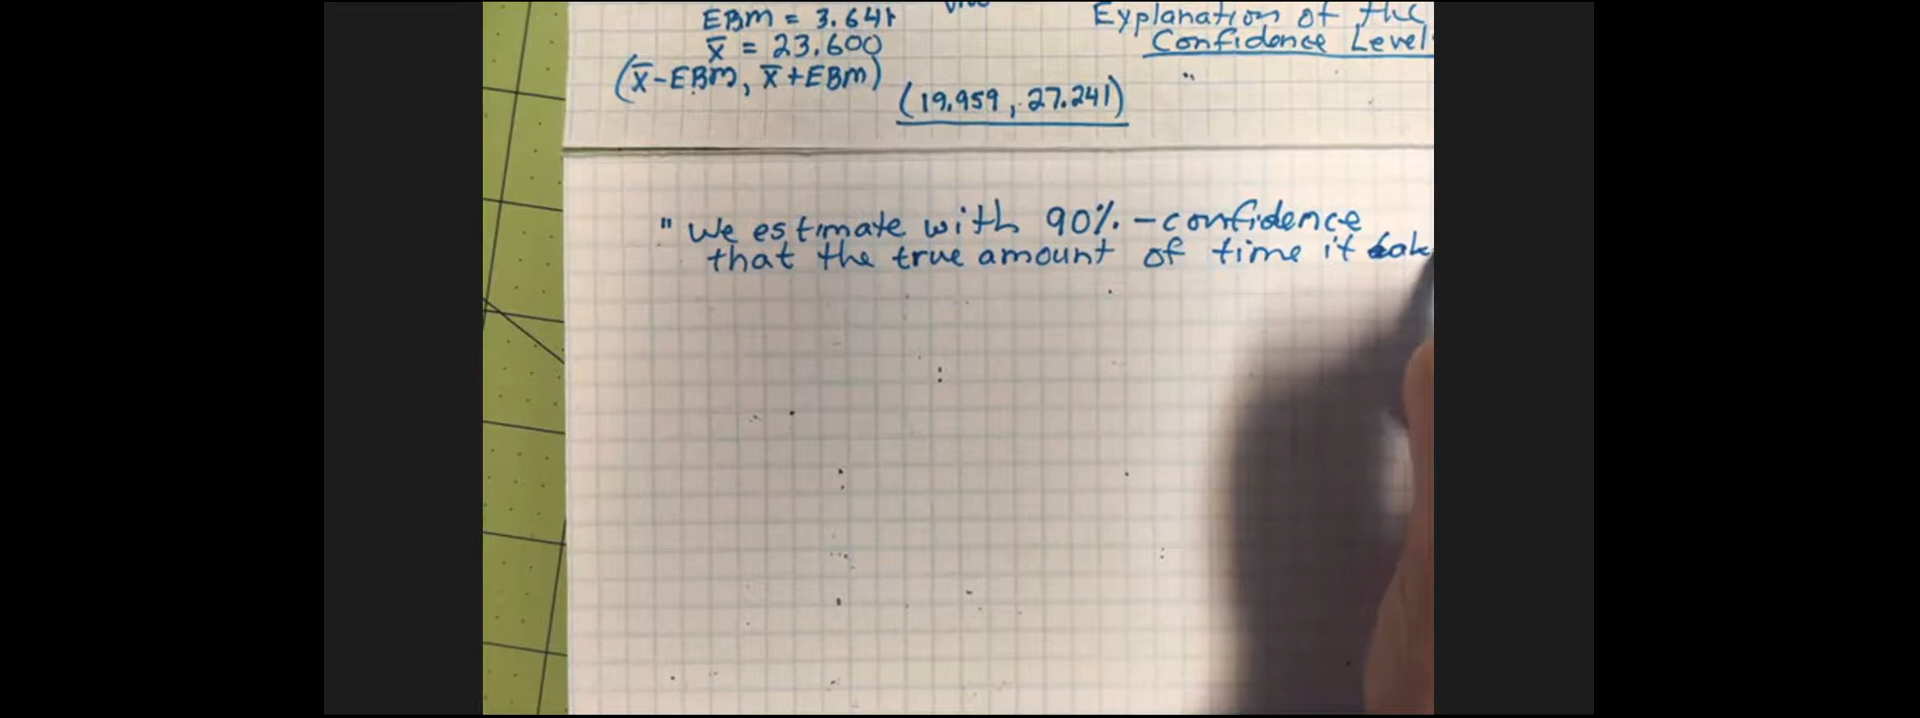 EBM = 3.641
x̄ = 23.600
(x̄-EBM, x̄+EBM)
(19.959, 27.241)
Explanation of the
Confidence Level
"
" We estimate with 90% -confidence
that the true amount of time it